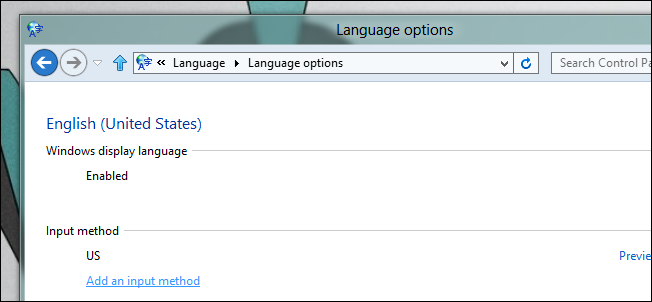 Language options
« Language ▸ Language options
Search Control Pa
English (United States)
Windows display language
Enabled
Input method
US
Previe
Add an input method